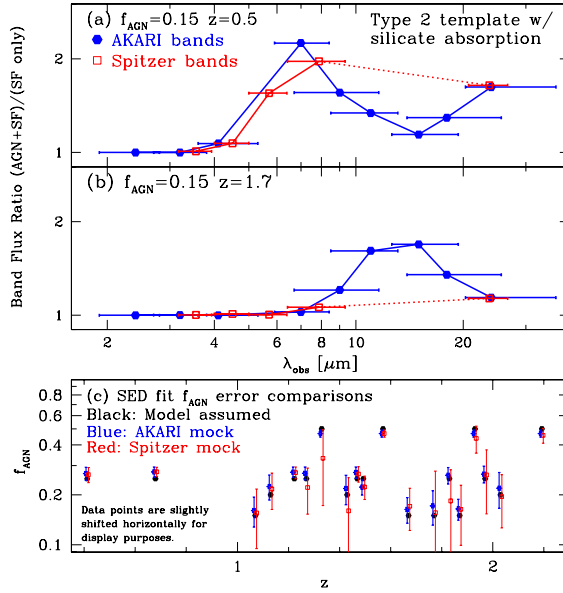 (a) f_AGN=0.15 z=0.5
Type 2 template w/
silicate absorption
AKARI bands
Spitzer bands
2
1
(b) f_AGN=0.15 z=1.7
2
1
Band Flux Ratio (AGN+SF)/(SF only)
2 4 6 8 10 20
λ_obs [μm]
(c) SED fit f_AGN error comparisons
Black: Model assumed
Blue: AKARI mock
Red: Spitzer mock
0.8
0.6
0.4
0.2
0.1
f_AGN
Data points are slightly
shifted horizontally for
display purposes.
1 2
z